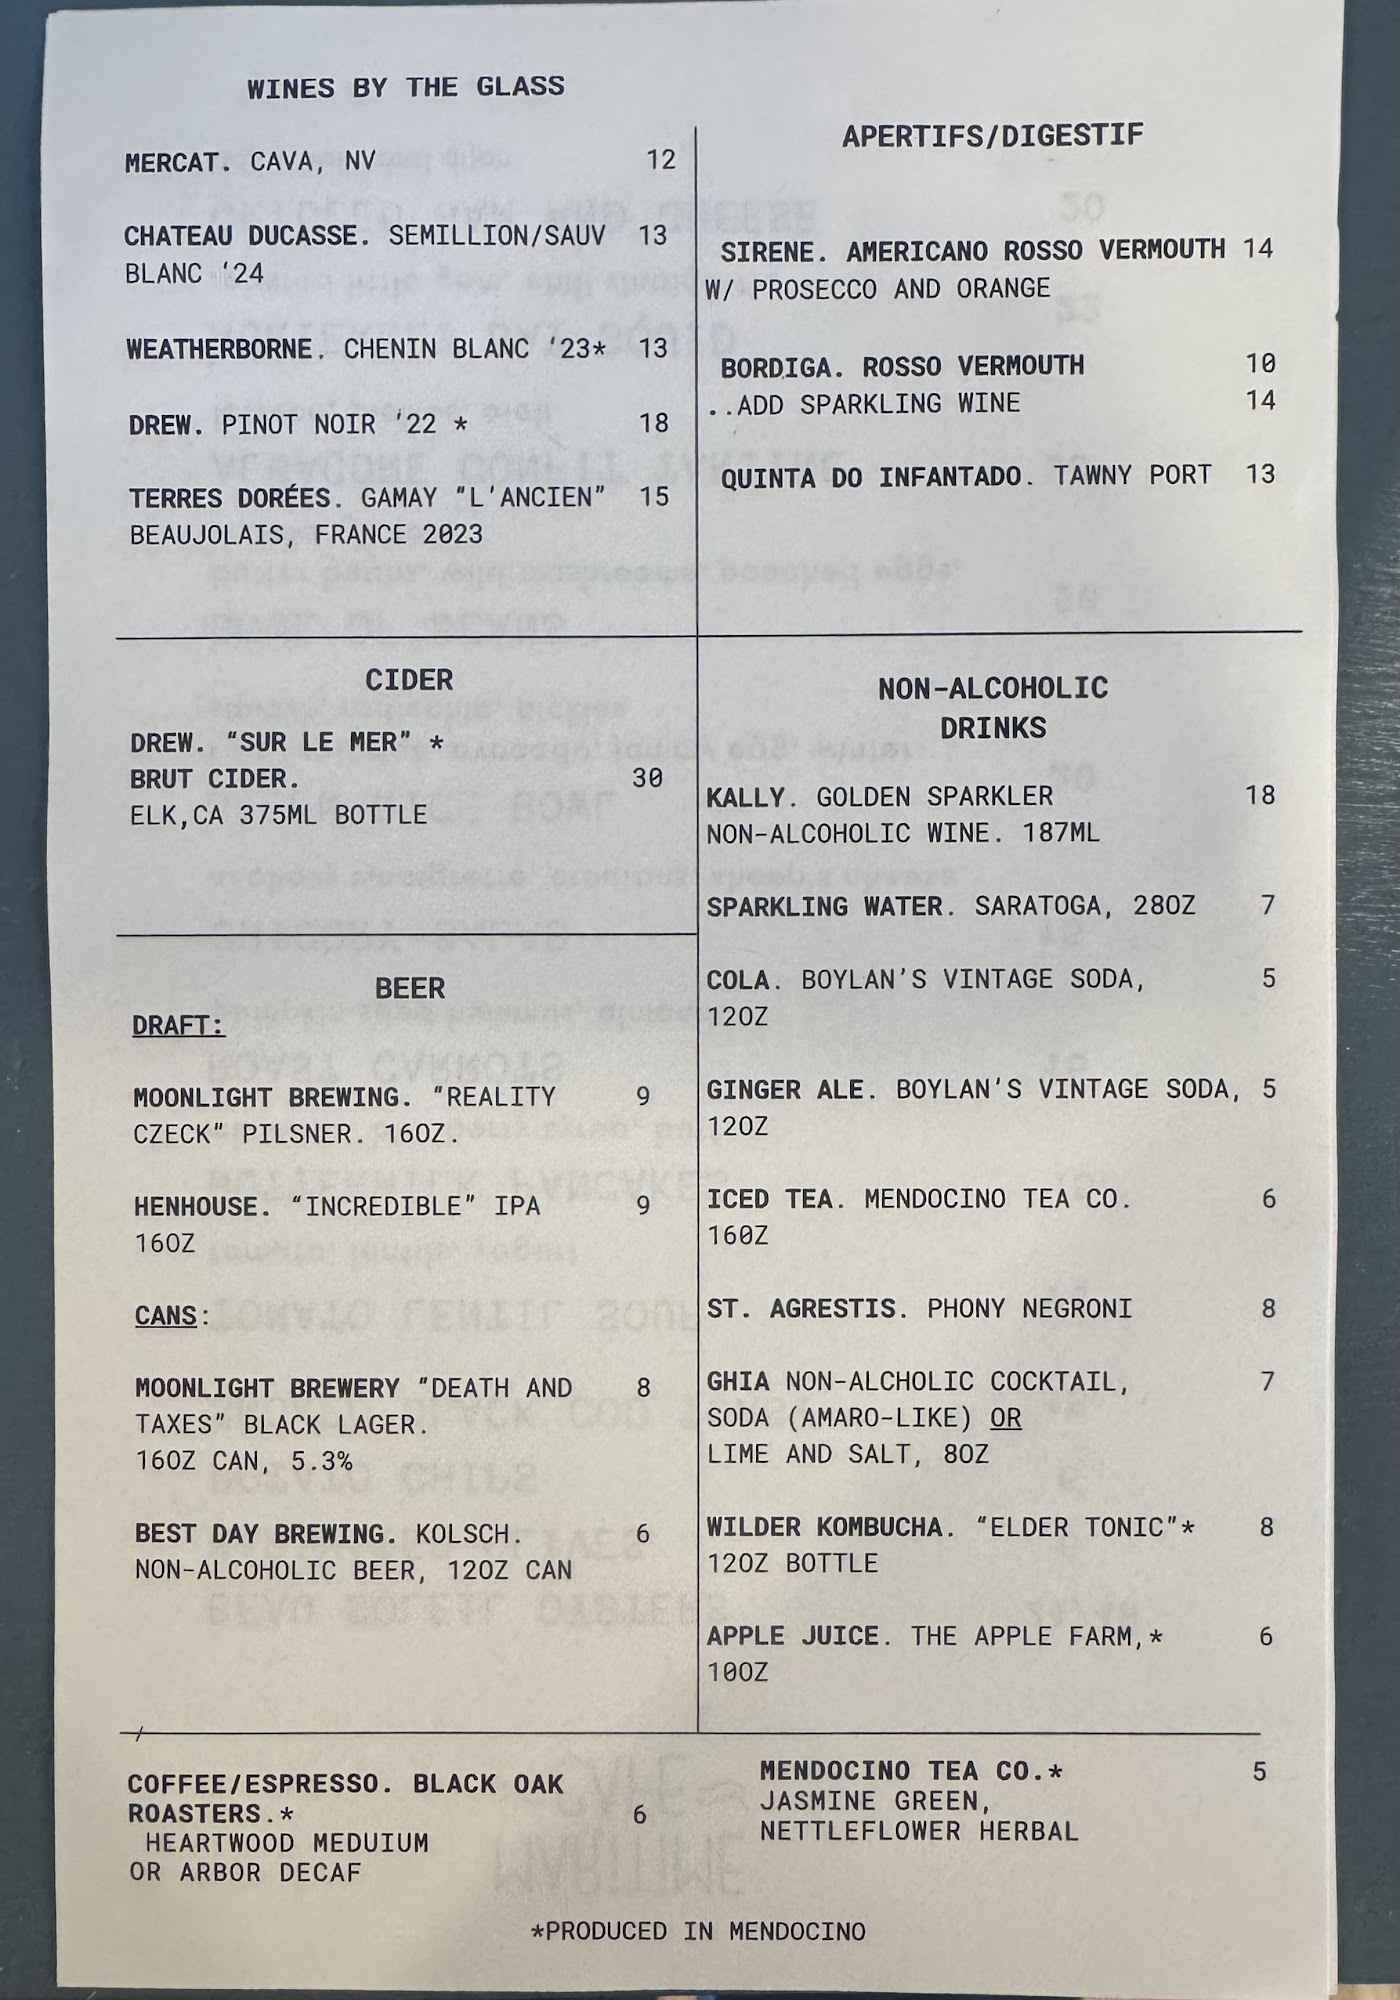 WINES BY THE GLASS
MERCAT. CAVA, NV 12
CHATEAU DUCASSE. SEMILLION/SAUV 13
BLANC ‘24
WEATHERBORNE. CHENIN BLANC ‘23* 13
DREW. PINOT NOIR ‘22 * 18
TERRES DORÉES. GAMAY “L’ANCIEN” 15
BEAUJOLAIS, FRANCE 2023
APERTIFS/DIGESTIF
SIRENE. AMERICANO ROSSO VERMOUTH 14
W/ PROSECCO AND ORANGE
BORDIGA. ROSSO VERMOUTH 10
..ADD SPARKLING WINE 14
QUINTA DO INFANTADO. TAWNY PORT 13
CIDER
DREW. “SUR LE MER” *
BRUT CIDER. 30
ELK,CA 375ML BOTTLE
BEER
DRAFT:
MOONLIGHT BREWING. “REALITY 9
CZECK” PILSNER. 16OZ.
HENHOUSE. “INCREDIBLE” IPA 9
16OZ
CANS:
MOONLIGHT BREWERY “DEATH AND 8
TAXES” BLACK LAGER.
16OZ CAN, 5.3%
BEST DAY BREWING. KOLSCH. 6
NON-ALCOHOLIC BEER, 12OZ CAN
NON-ALCOHOLIC
DRINKS
KALLY. GOLDEN SPARKLER 18
NON-ALCOHOLIC WINE. 187ML
SPARKLING WATER. SARATOGA, 28OZ 7
COLA. BOYLAN’S VINTAGE SODA, 5
12OZ
GINGER ALE. BOYLAN’S VINTAGE SODA, 5
12OZ
ICED TEA. MENDOCINO TEA CO. 6
16OZ
ST. AGRESTIS. PHONY NEGRONI 8
GHIA NON-ALCHOLIC COCKTAIL, 7
SODA (AMARO-LIKE) OR
LIME AND SALT, 8OZ
WILDER KOMBUCHA. “ELDER TONIC”* 8
12OZ BOTTLE
APPLE JUICE. THE APPLE FARM,* 6
10OZ
COFFEE/ESPRESSO. BLACK OAK
ROASTERS.* 6
HEARTWOOD MEDUIUM
OR ARBOR DECAF
MENDOCINO TEA CO.* 5
JASMINE GREEN,
NETTLEFLOWER HERBAL
*PRODUCED IN MENDOCINO